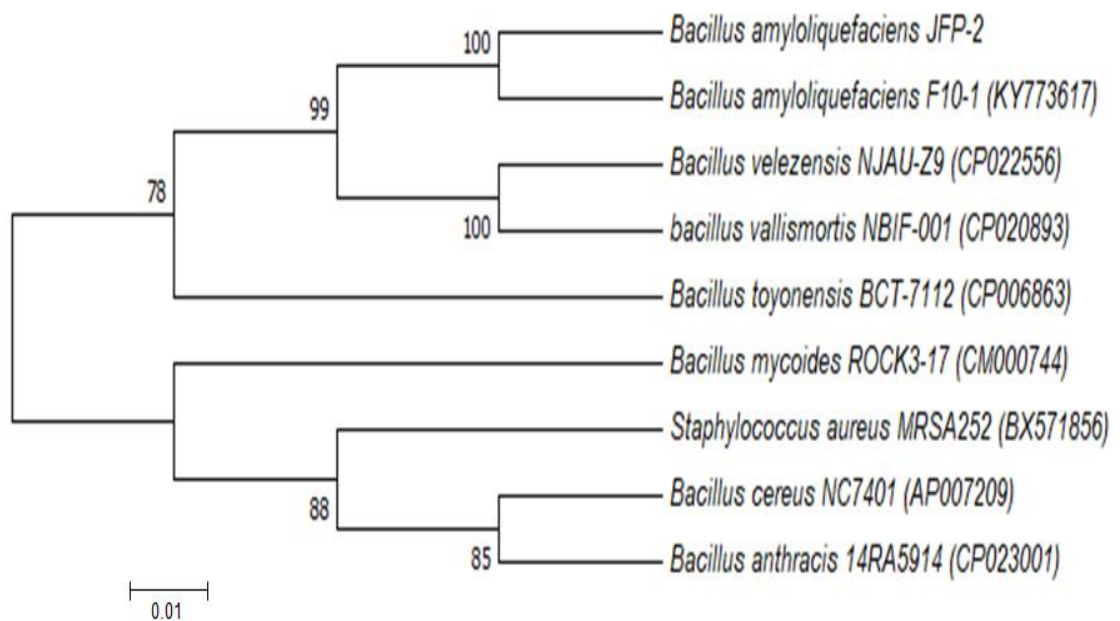 Bacillus amyloliquefaciens JFP-2
100
Bacillus amyloliquefaciens F10-1 (KY773617)
99
Bacillus velezensis NJAU-Z9 (CP022556)
78
100
bacillus vallismortis NBIF-001 (CP020893)
Bacillus toyonensis BCT-7112 (CP006863)
Bacillus mycoides ROCK3-17 (CM000744)
Staphylococcus aureus MRSA252 (BX571856)
88
Bacillus cereus NC7401 (AP007209)
85
Bacillus anthracis 14RA5914 (CP023001)
0.01